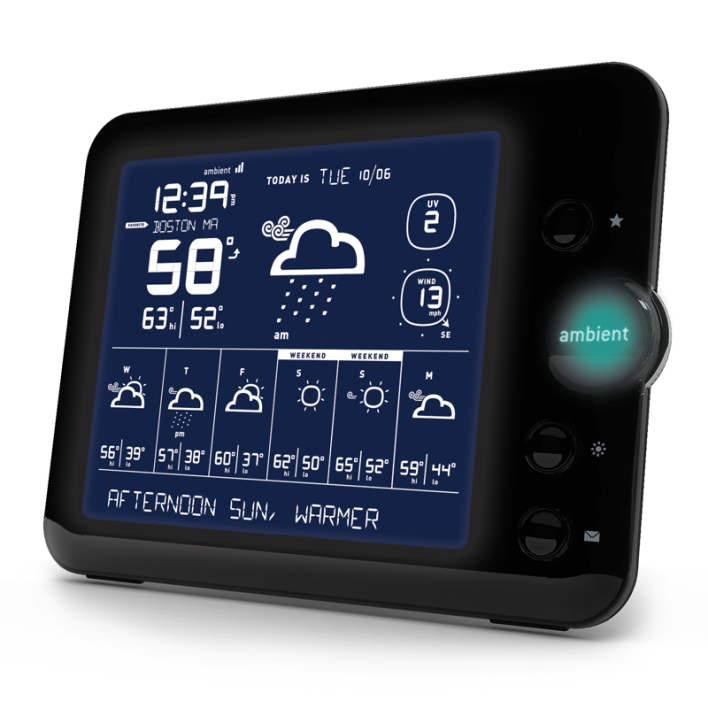 ambient
TODAY IS TUE 10/06
12:39 pm
FAVORITE BOSTON MA
58°
63° hi 52° lo
am
UV
2
WIND
13
mph
SE
ambient
WEEKEND WEEKEND
W T F S S M
pm
56° 39° 57° 38° 60° 37° 62° 50° 65° 52° 59° 44°
hi lo hi lo hi lo hi lo hi lo hi lo
AFTERNOON SUN, WARMER